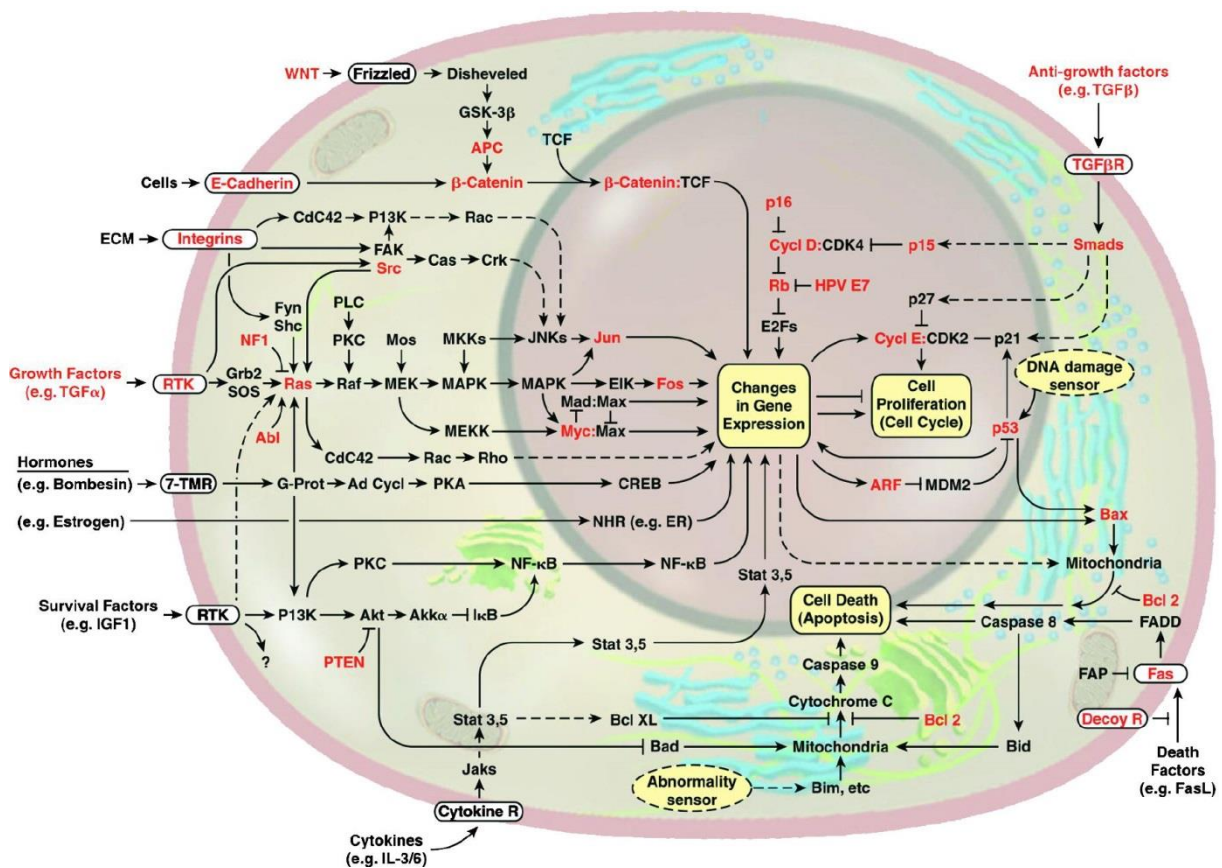 WNT Frizzled Disheveled
GSK-3β
APC
TCF
Cells E-Cadherin β-Catenin β-Catenin:TCF
Anti-growth factors
(e.g. TGFβ)
TGFβR
CdC42 P13K Rac
ECM Integrins
FAK
Src Cas Crk
p16
Cycl D:CDK4 p15 Smads
Rb HPV E7
E2Fs
p27
Cycl E:CDK2 p21
Fyn
Shc
PLC
PKC
NF1
Mos MKKs JNKs Jun
Growth Factors
(e.g. TGFα)
RTK
Grb2
SOS
Ras Raf MEK MAPK MAPK ElK Fos
Mad:Max
Abl
MEKK Myc:Max
CdC42 Rac Rho
Changes
in Gene
Expression
Cell
Proliferation
(Cell Cycle)
DNA damage
sensor
p53
ARF MDM2
Bax
Hormones
(e.g. Bombesin) 7-TMR G-Prot Ad Cycl PKA CREB
(e.g. Estrogen) NHR (e.g. ER)
PKC NF-κB NF-κB
Stat 3,5
Mitochondria
Survival Factors
(e.g. IGF1)
RTK P13K Akt Akkα IκB
?
PTEN
Stat 3,5
Cell Death
(Apoptosis)
Bcl 2
Caspase 8 FADD
Caspase 9
FAP Fas
Cytochrome C
Stat 3,5 Bcl XL Bcl 2
Decoy R
Bad Mitochondria Bid
Death
Factors
(e.g. FasL)
Jaks
Abnormality
sensor
Bim, etc
Cytokine R
Cytokines
(e.g. IL-3/6)